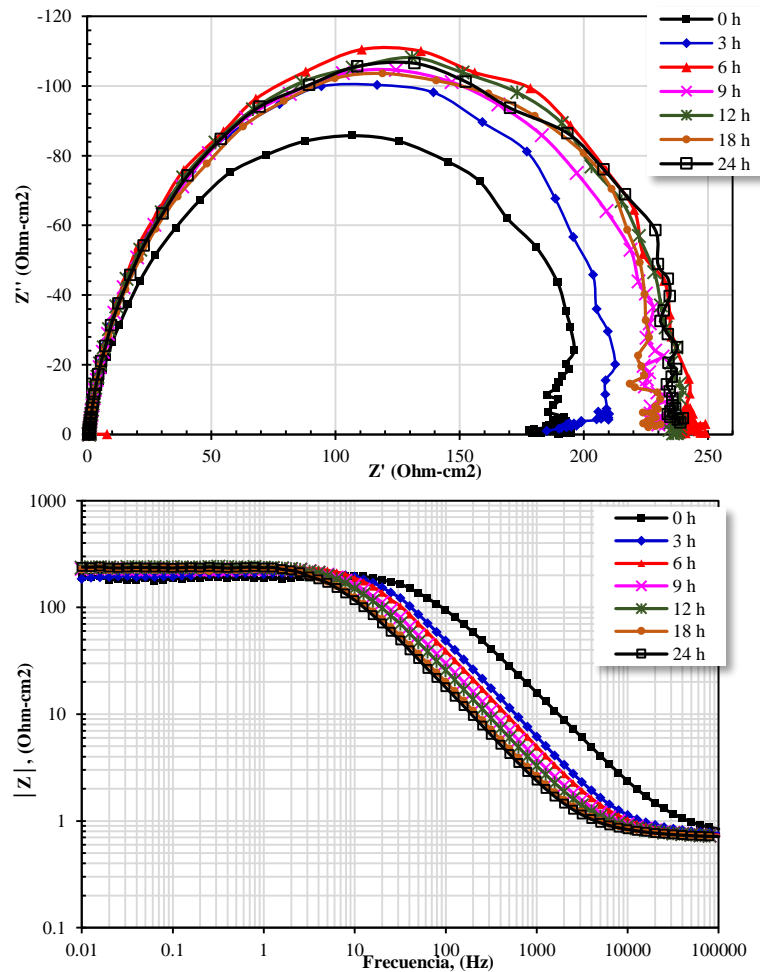 -120
-100
-80
-60
-40
-20
0
Z'' (Ohm-cm2)
0 50 100 150 200 250
Z' (Ohm-cm2)
0 h
3 h
6 h
9 h
12 h
18 h
24 h
1000
100
10
1
0.1
|Z|, (Ohm-cm2)
0.01 0.1 1 10 100 1000 10000 100000
Frecuencia, (Hz)
0 h
3 h
6 h
9 h
12 h
18 h
24 h